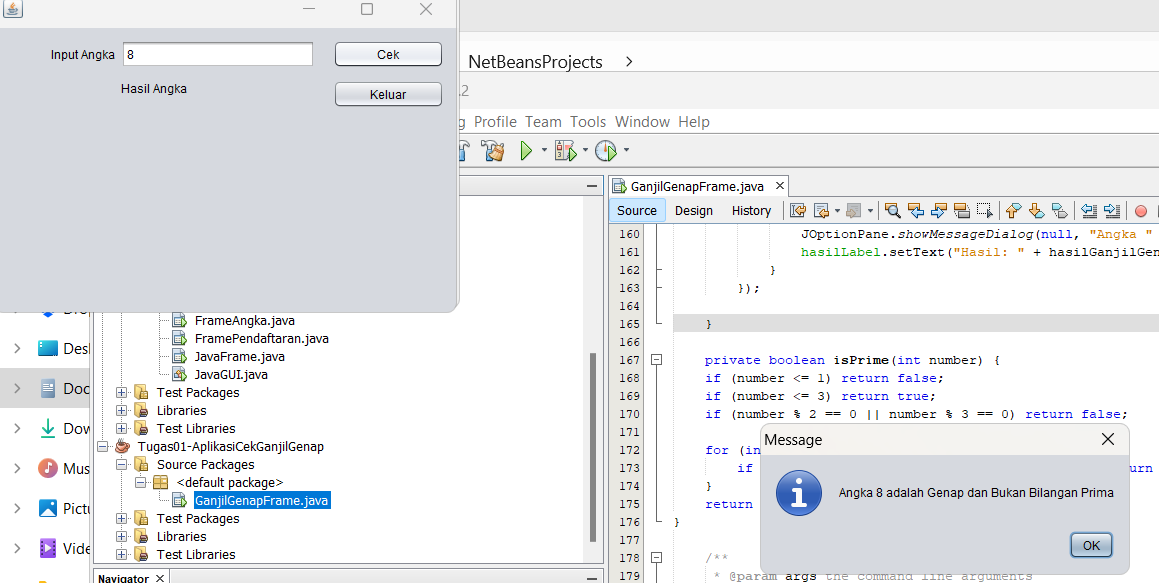 Input Angka 8 Cek
Hasil Angka
Keluar
NetBeansProjects
.2
g Profile Team Tools Window Help
FrameAngka.java
FramePendaftaran.java
JavaFrame.java
JavaGUI.java
Test Packages
Libraries
Test Libraries
Tugas01-AplikasiCekGanjilGenap
Source Packages
<default package>
GanjilGenapFrame.java
Test Packages
Libraries
Test Libraries
Navigator
Desl
Doc
Dow
Mus
Pictu
Vide
GanjilGenapFrame.java
Source Design History
160 JOptionPane.showMessageDialog(null, "Angka "
161 hasilLabel.setText("Hasil: " + hasilGanjilGen
162 }
163 });
164
165 }
166
167 private boolean isPrime(int number) {
168 if (number <= 1) return false;
169 if (number <= 3) return true;
170 if (number % 2 == 0 || number % 3 == 0) return false;
171
172 for (in
173 if urn
174 }
175 return
176 }
177
178 /**
179 * @param args the command line arguments
Message
Angka 8 adalah Genap dan Bukan Bilangan Prima
OK